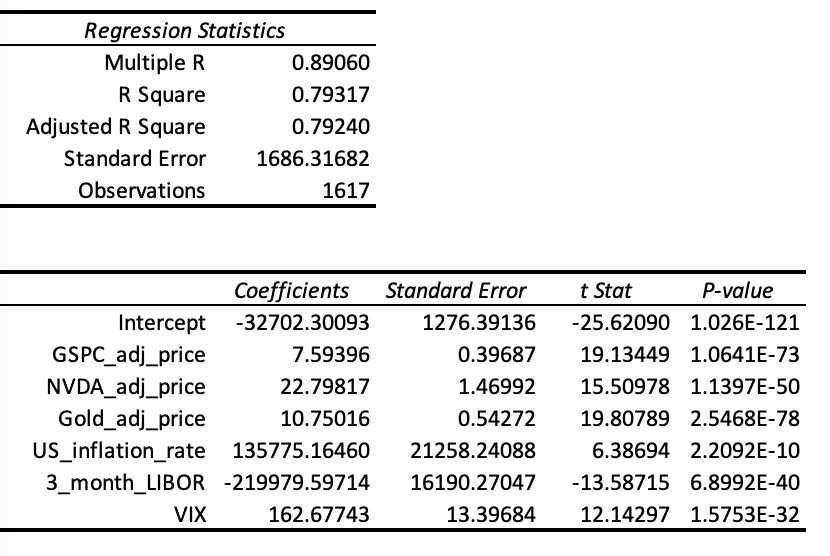 Regression Statistics
Multiple R 0.89060
R Square 0.79317
Adjusted R Square 0.79240
Standard Error 1686.31682
Observations 1617
Coefficients Standard Error t Stat P-value
Intercept -32702.30093 1276.39136 -25.62090 1.026E-121
GSPC_adj_price 7.59396 0.39687 19.13449 1.0641E-73
NVDA_adj_price 22.79817 1.46992 15.50978 1.1397E-50
Gold_adj_price 10.75016 0.54272 19.80789 2.5468E-78
US_inflation_rate 135775.16460 21258.24088 6.38694 2.2092E-10
3_month_LIBOR -219979.59714 16190.27047 -13.58715 6.8992E-40
VIX 162.67743 13.39684 12.14297 1.5753E-32